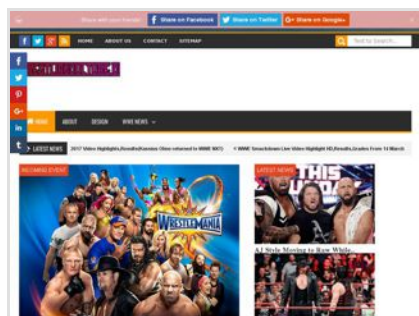 Share with your friends!
Share on Facebook
Share on Twitter
Share on Google+
HOME ABOUT US CONTACT SITEMAP
Text to Search...
HOME ABOUT DESIGN WWE NEWS
LATEST NEWS 2017 Video Highlights,Results(Kassius Ohno returned to WWE NXT) WWE Smackdown Live Video Highlight HD,Results,Grades From 14 March
INCOMING EVENT
LATEST NEWS
WRESTLEMANIA
AJ Style Moving to Raw While..